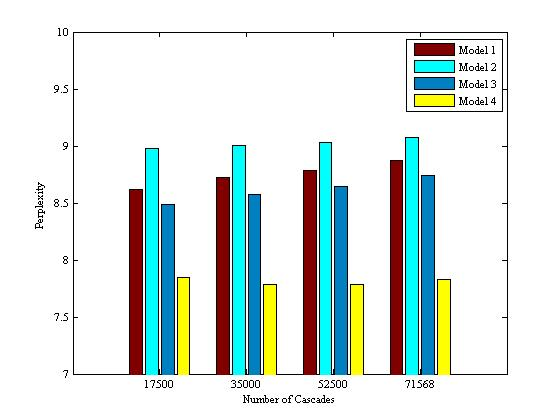 10
9.5
9
8.5
8
7.5
7
Perplexity
Model 1
Model 2
Model 3
Model 4
17500 35000 52500 71568
Number of Cascades